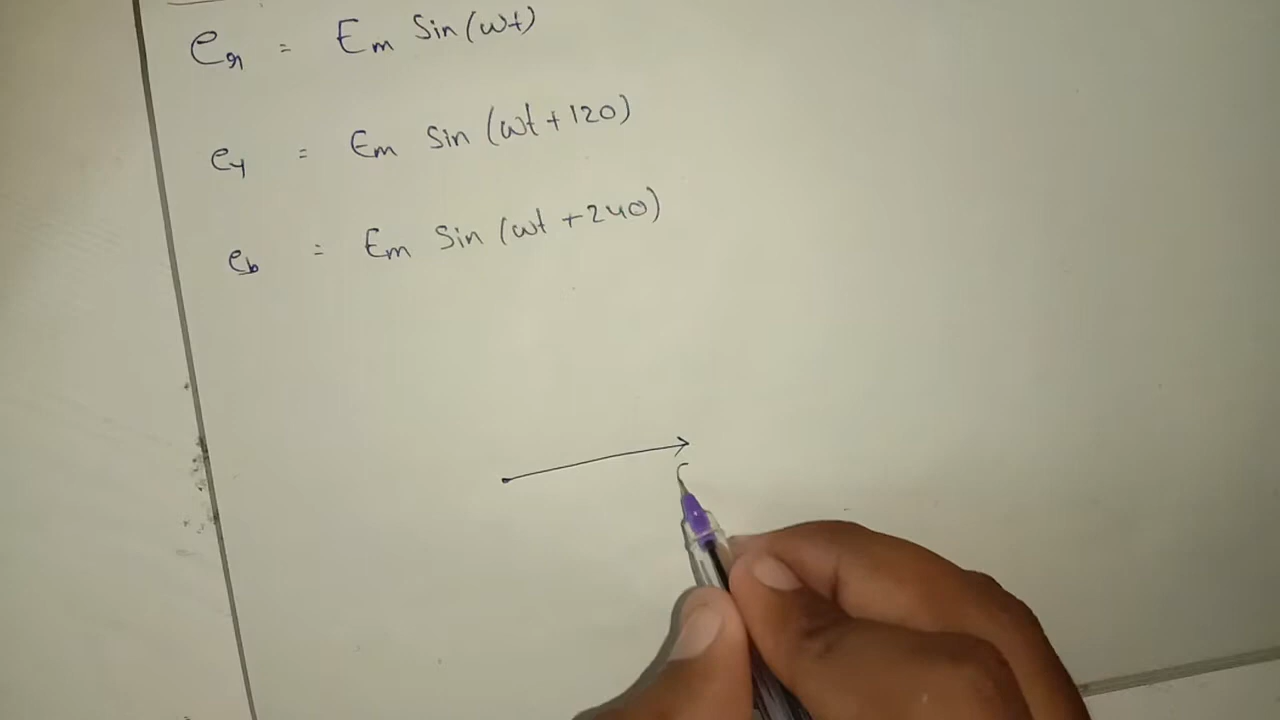 er = Em Sin(ωt)
ey = Em Sin (ωt + 120)
eb = Em Sin (ωt + 240)